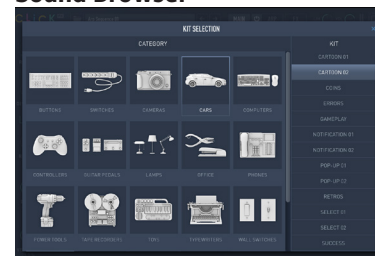 Sound Browser
KIT SELECTION
CATEGORY
KIT
BUTTONS
SWITCHES
CAMERAS
CARS
COMPUTERS
CONTROLLERS
GUITAR PEDALS
LAMPS
OFFICE
PHONES
POWER TOOLS
TAPE RECORDERS
TOYS
TYPEWRITERS
WALL SWITCHES
CARTOON 01
CARTOON 02
COINS
ERRORS
GAMEPLAY
NOTIFICATION 01
NOTIFICATION 02
POP-UP 01
POP-UP 02
RETROS
SELECT 01
SELECT 02
SUCCESS